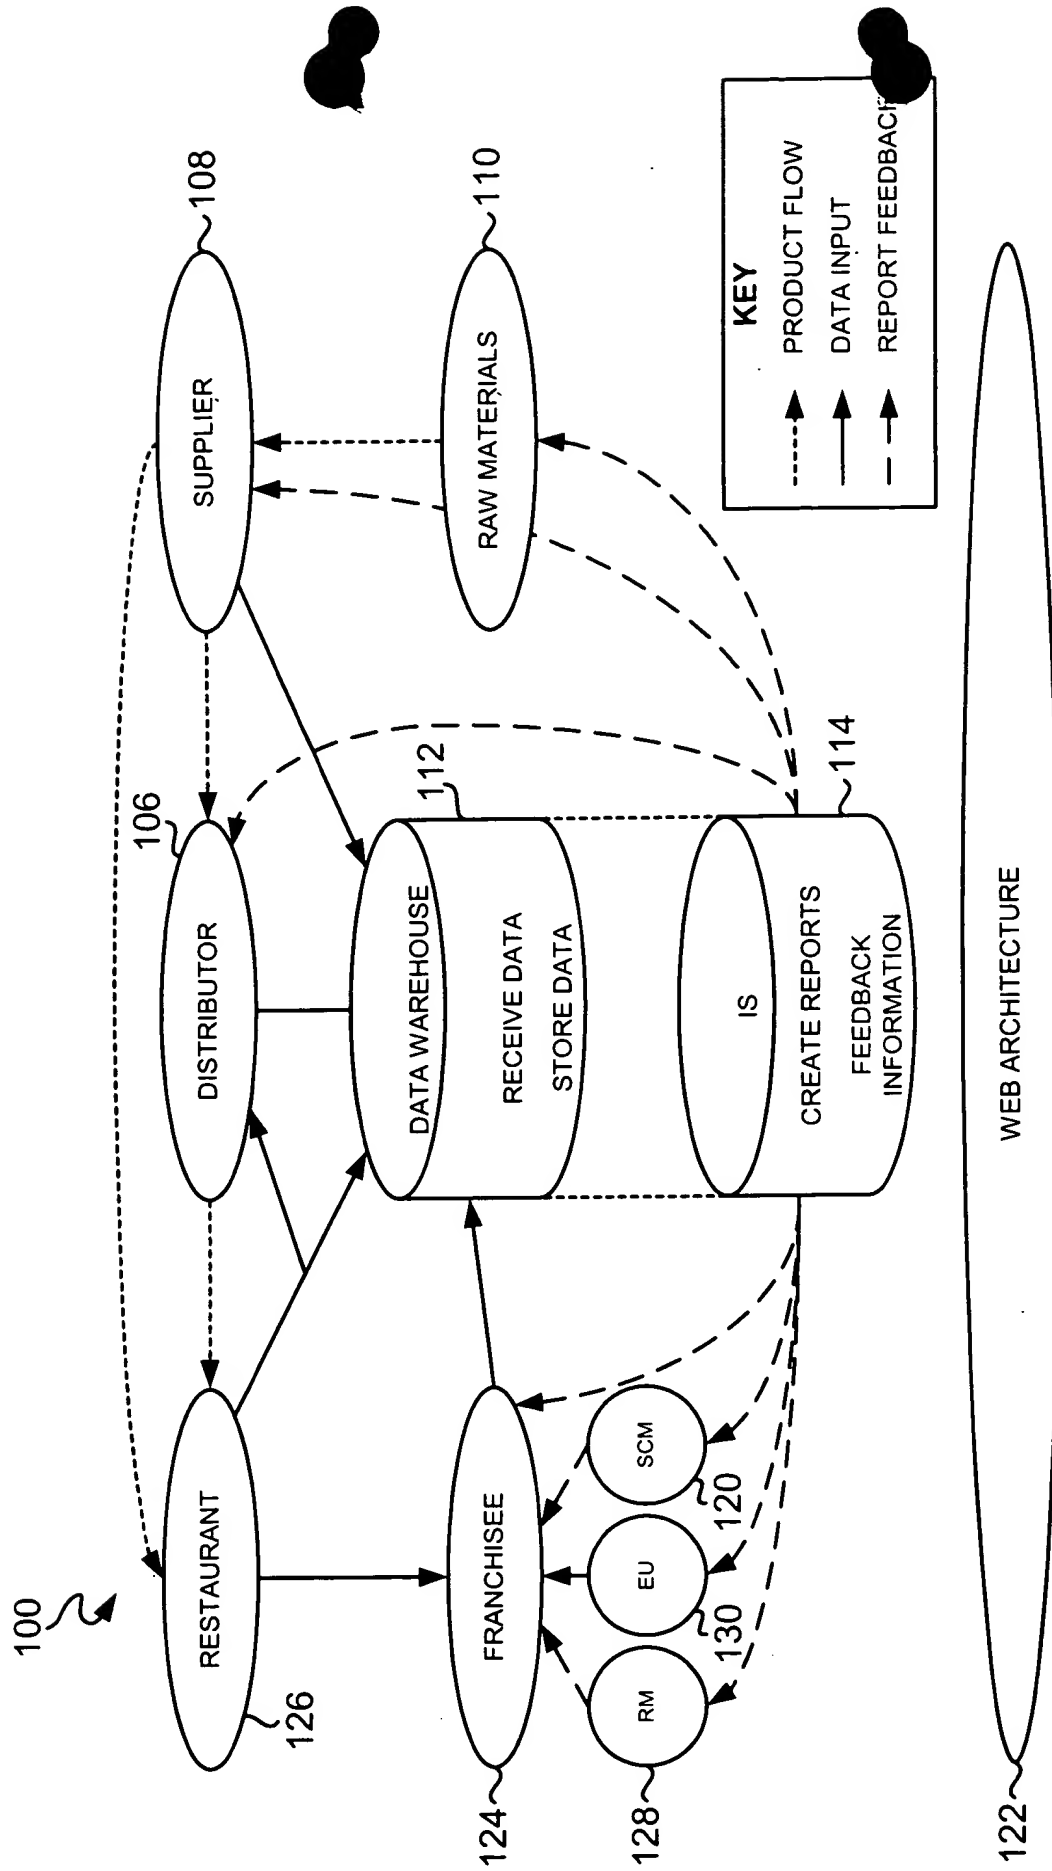 100
126
RESTAURANT
106
DISTRIBUTOR
108
SUPPLIER
124
FRANCHISEE
112
DATA WAREHOUSE
RECEIVE DATA
STORE DATA
110
RAW MATERIALS
128
RM
130
EU
120
SCM
114
IS
CREATE REPORTS
FEEDBACK
INFORMATION
KEY
PRODUCT FLOW
DATA INPUT
REPORT FEEDBACK
122
WEB ARCHITECTURE